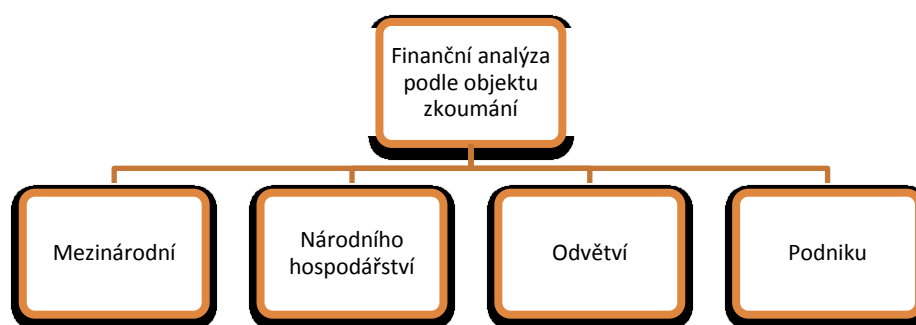 Finanční analýza
podle objektu
zkoumání
Mezinárodní
Národního
hospodářství
Odvětví
Podniku